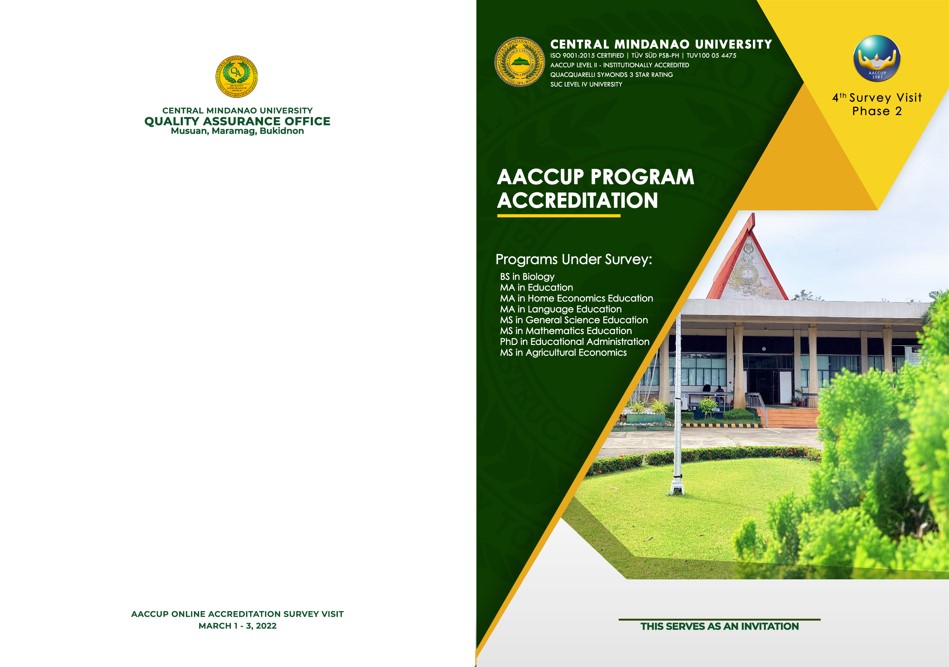 CENTRAL MINDANAO UNIVERSITY
QUALITY ASSURANCE OFFICE
Musuan, Maramag, Bukidnon
AACCUP ONLINE ACCREDITATION SURVEY VISIT
MARCH 1 - 3, 2022
CENTRAL MINDANAO UNIVERSITY
ISO 9001:2015 CERTIFIED | TÜV SÜD PSB-PH | TUV100 05 4475
AACCUP LEVEL II - INSTITUTIONALLY ACCREDITED
QUACQUARELLI SYMONDS 3 STAR RATING
SUC LEVEL IV UNIVERSITY
AACCUP
1987
4th Survey Visit
Phase 2
AACCUP PROGRAM
ACCREDITATION
Programs Under Survey:
BS in Biology
MA in Education
MA in Home Economics Education
MA in Language Education
MS in General Science Education
MS in Mathematics Education
PhD in Educational Administration
MS in Agricultural Economics
THIS SERVES AS AN INVITATION